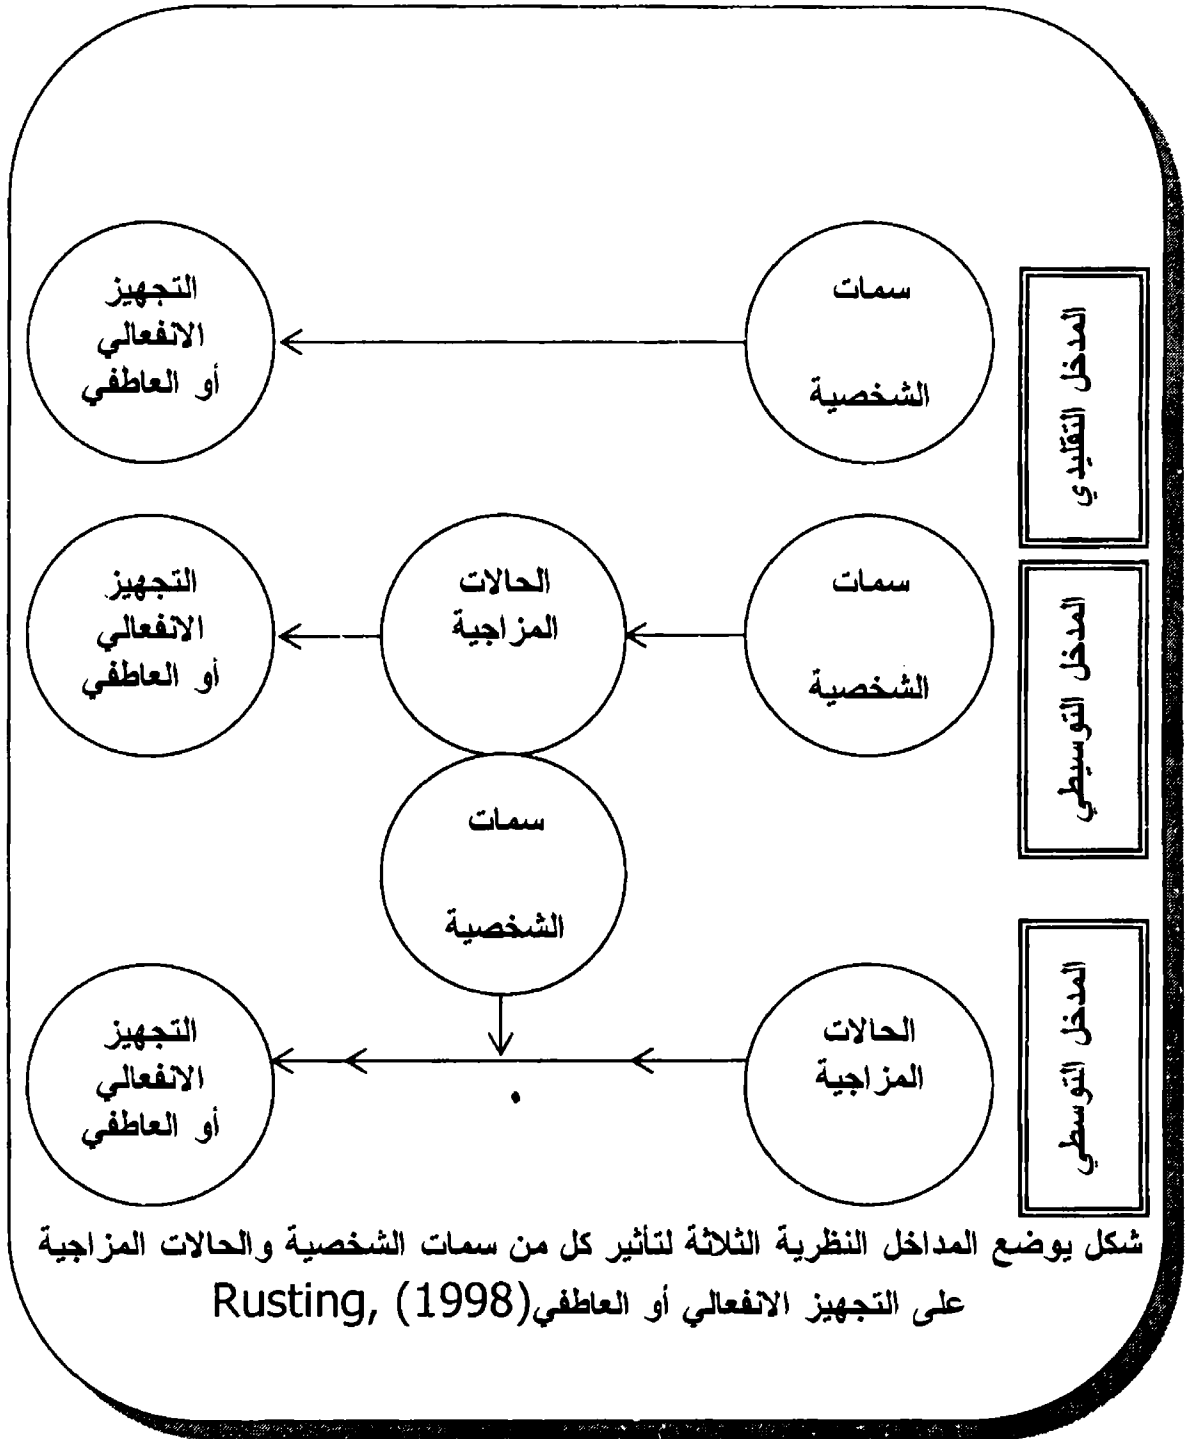 المدخل التقليدي
سمات
الشخصية
التجهيز
الانفعالي
أو العاطفي
المدخل التوسيطي
سمات
الشخصية
الحالات
المزاجية
التجهيز
الانفعالي
أو العاطفي
المدخل التوسطي
سمات
الشخصية
الحالات
المزاجية
التجهيز
الانفعالي
أو العاطفي
شكل يوضع المداخل النظرية الثلاثة لتأثير كل من سمات الشخصية والحالات المزاجية
على التجهيز الانفعالي أو العاطفي Rusting, (1998)